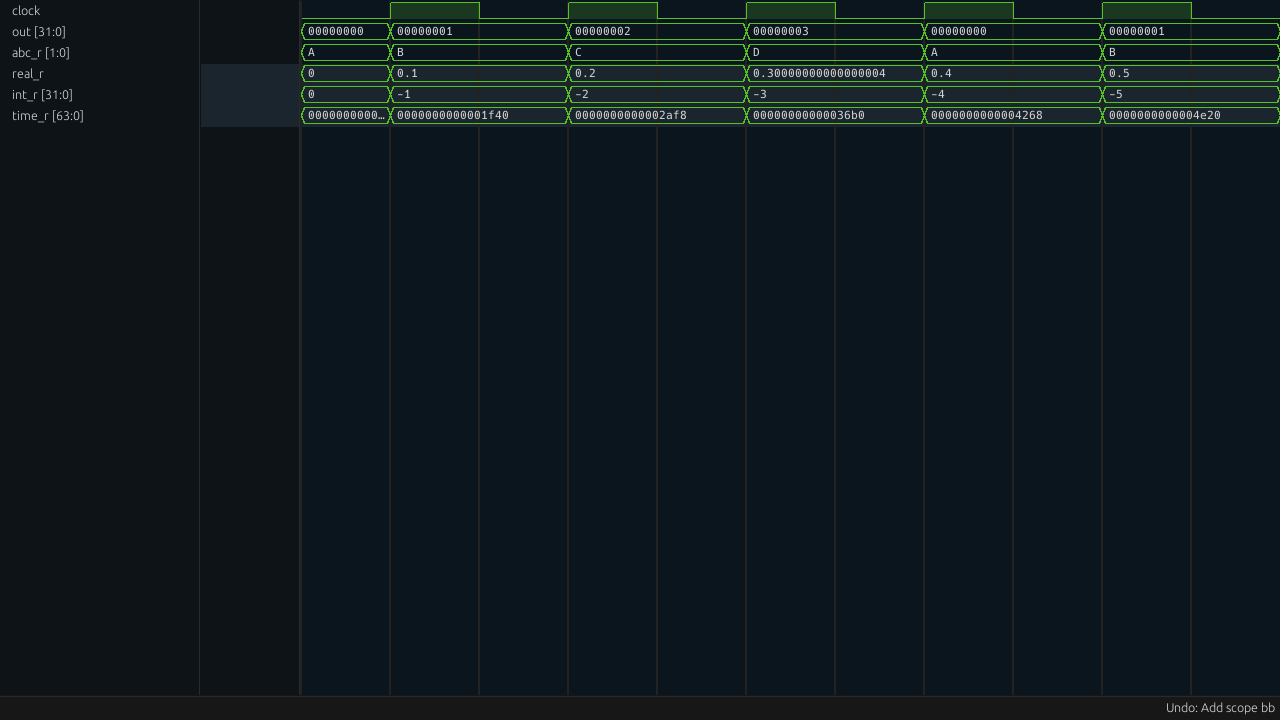 clock
out [31:0] 00000000 00000001 00000002 00000003 00000000 00000001
abc_r [1:0] A B C D A B
real_r 0 0.1 0.2 0.30000000000000004 0.4 0.5
int_r [31:0] 0 -1 -2 -3 -4 -5
time_r [63:0] 0000000000… 0000000000001f40 0000000000002af8 00000000000036b0 0000000000004268 0000000000004e20
Undo: Add scope bb